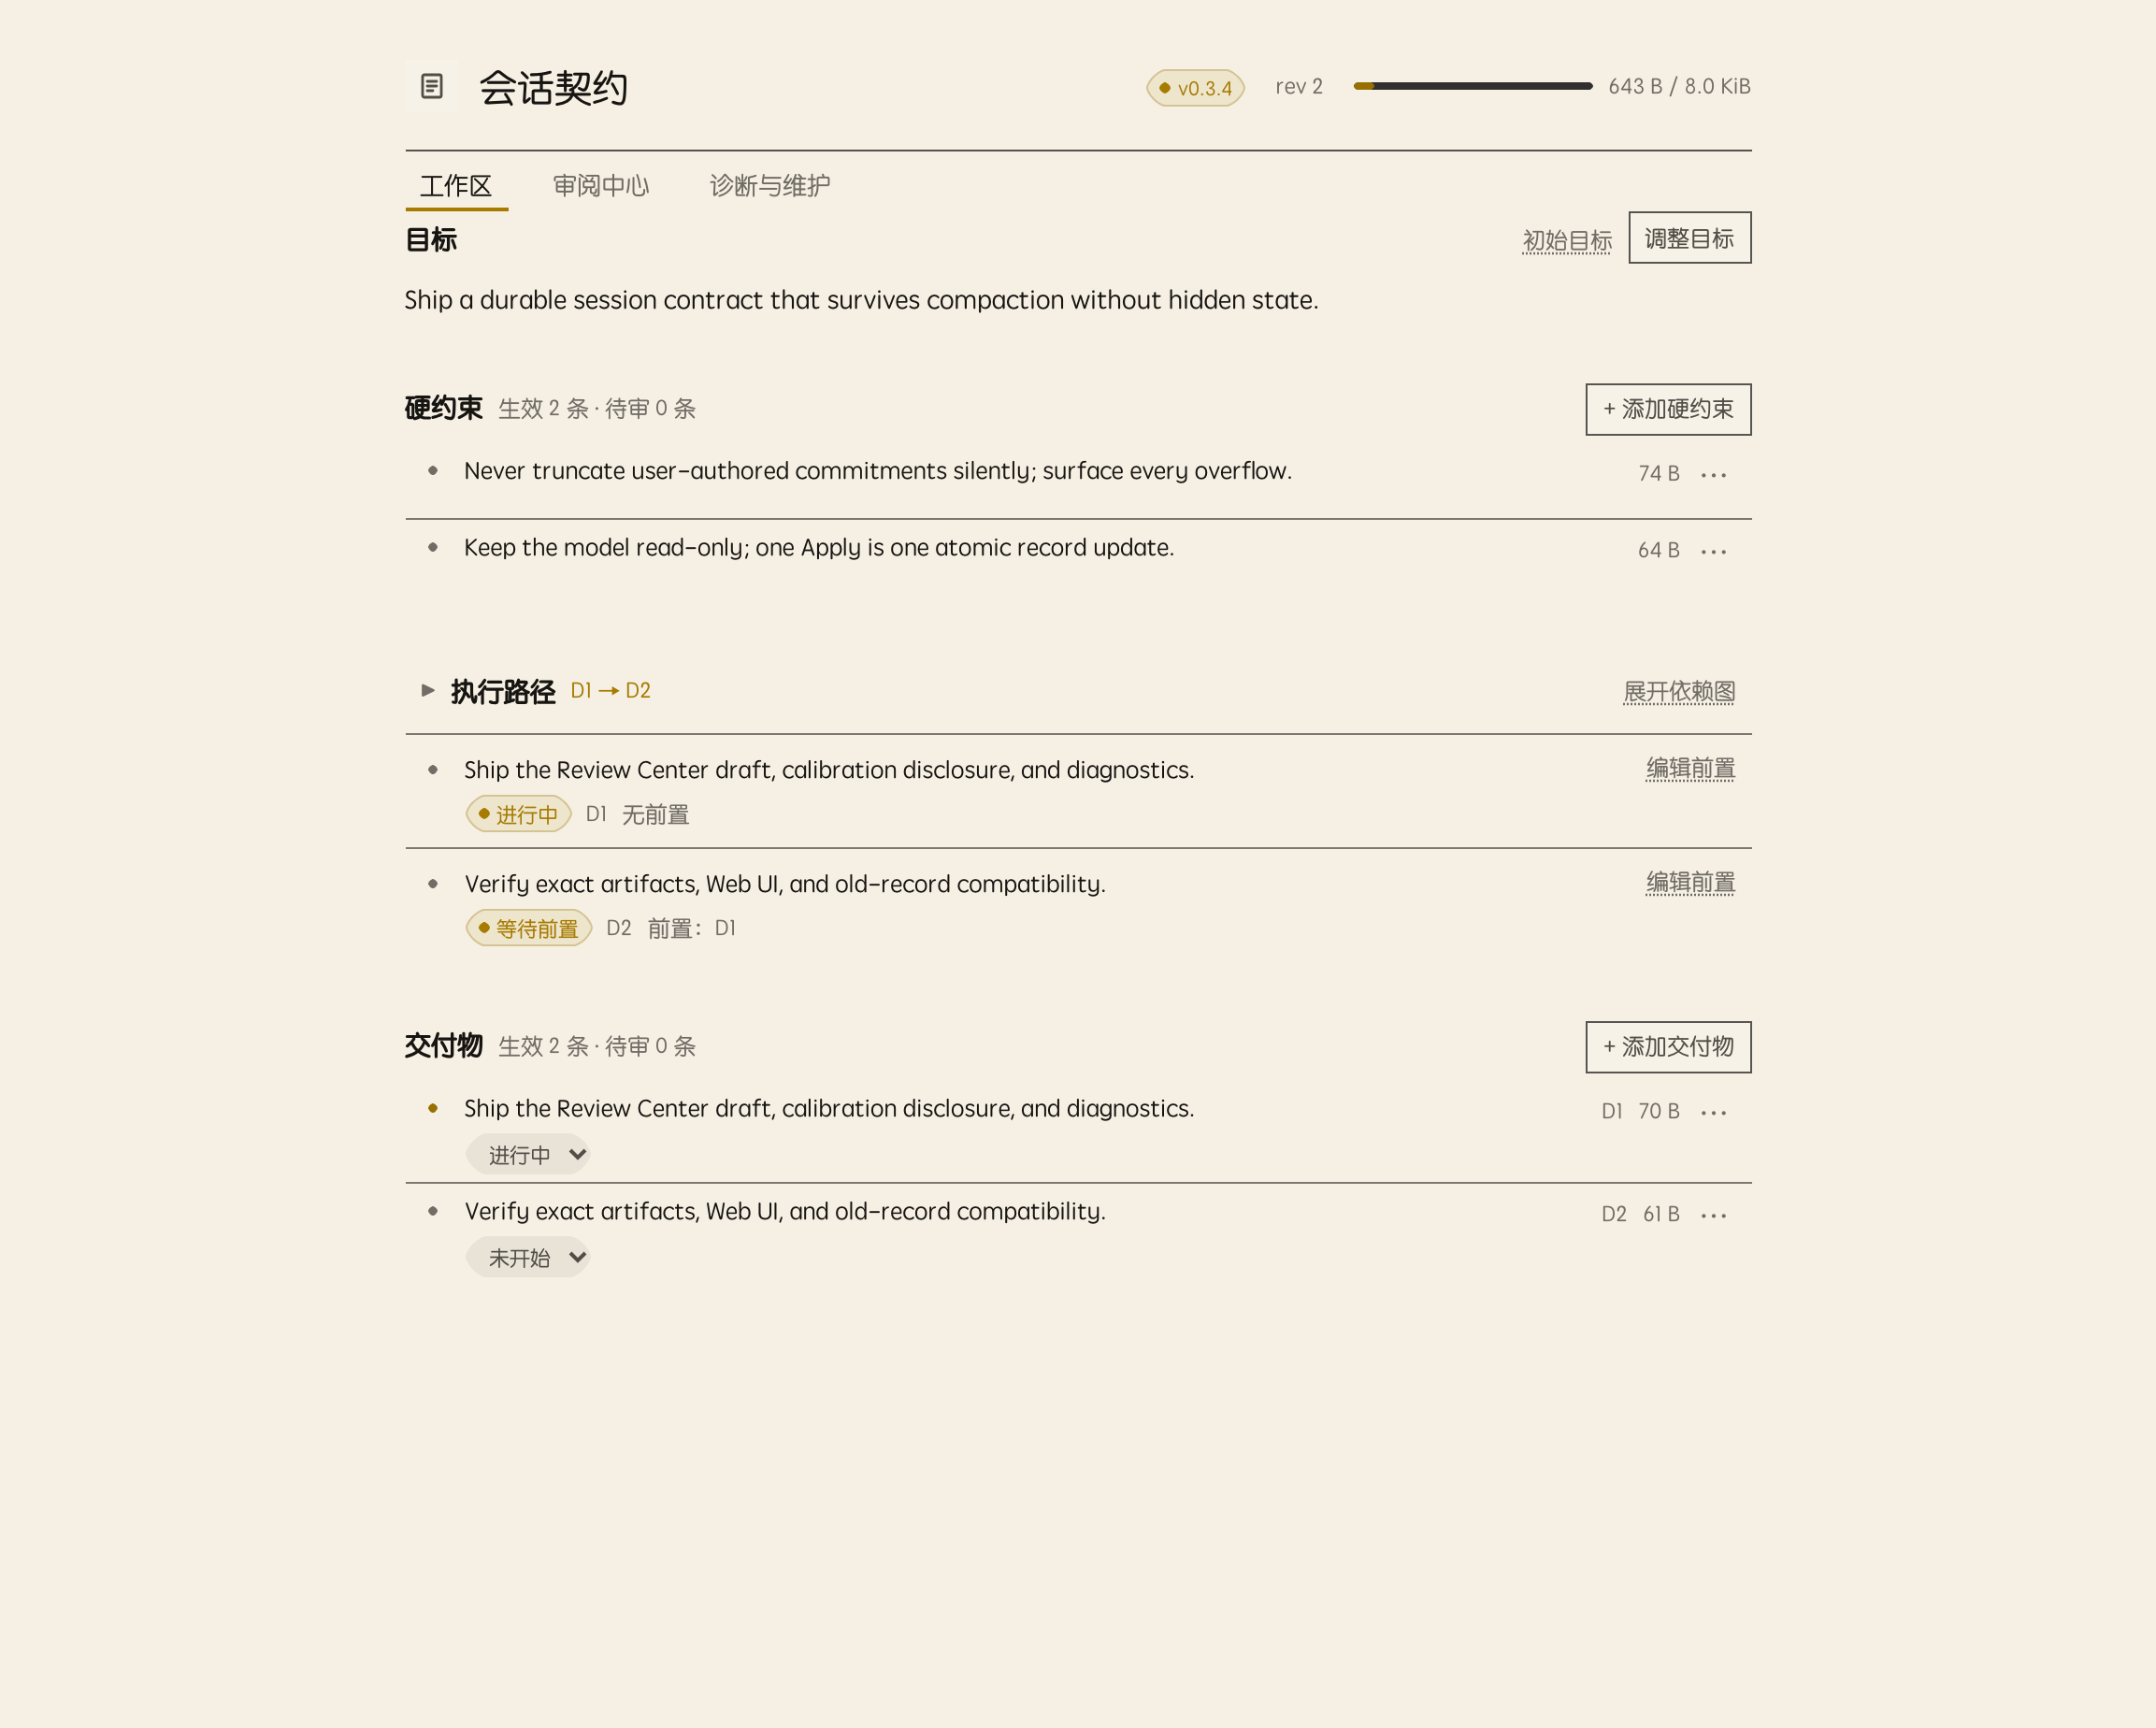 会话契约
v0.3.4 rev 2 643 B / 8.0 KiB
工作区 审阅中心 诊断与维护
目标 初始目标 调整目标
Ship a durable session contract that survives compaction without hidden state.
硬约束 生效 2 条 · 待审 0 条 + 添加硬约束
Never truncate user-authored commitments silently; surface every overflow. 74 B ···
Keep the model read-only; one Apply is one atomic record update. 64 B ···
执行路径 D1 → D2 展开依赖图
Ship the Review Center draft, calibration disclosure, and diagnostics. 编辑前置
进行中 D1 无前置
Verify exact artifacts, Web UI, and old-record compatibility. 编辑前置
等待前置 D2 前置：D1
交付物 生效 2 条 · 待审 0 条 + 添加交付物
Ship the Review Center draft, calibration disclosure, and diagnostics. D1 70 B ···
进行中
Verify exact artifacts, Web UI, and old-record compatibility. D2 61 B ···
未开始